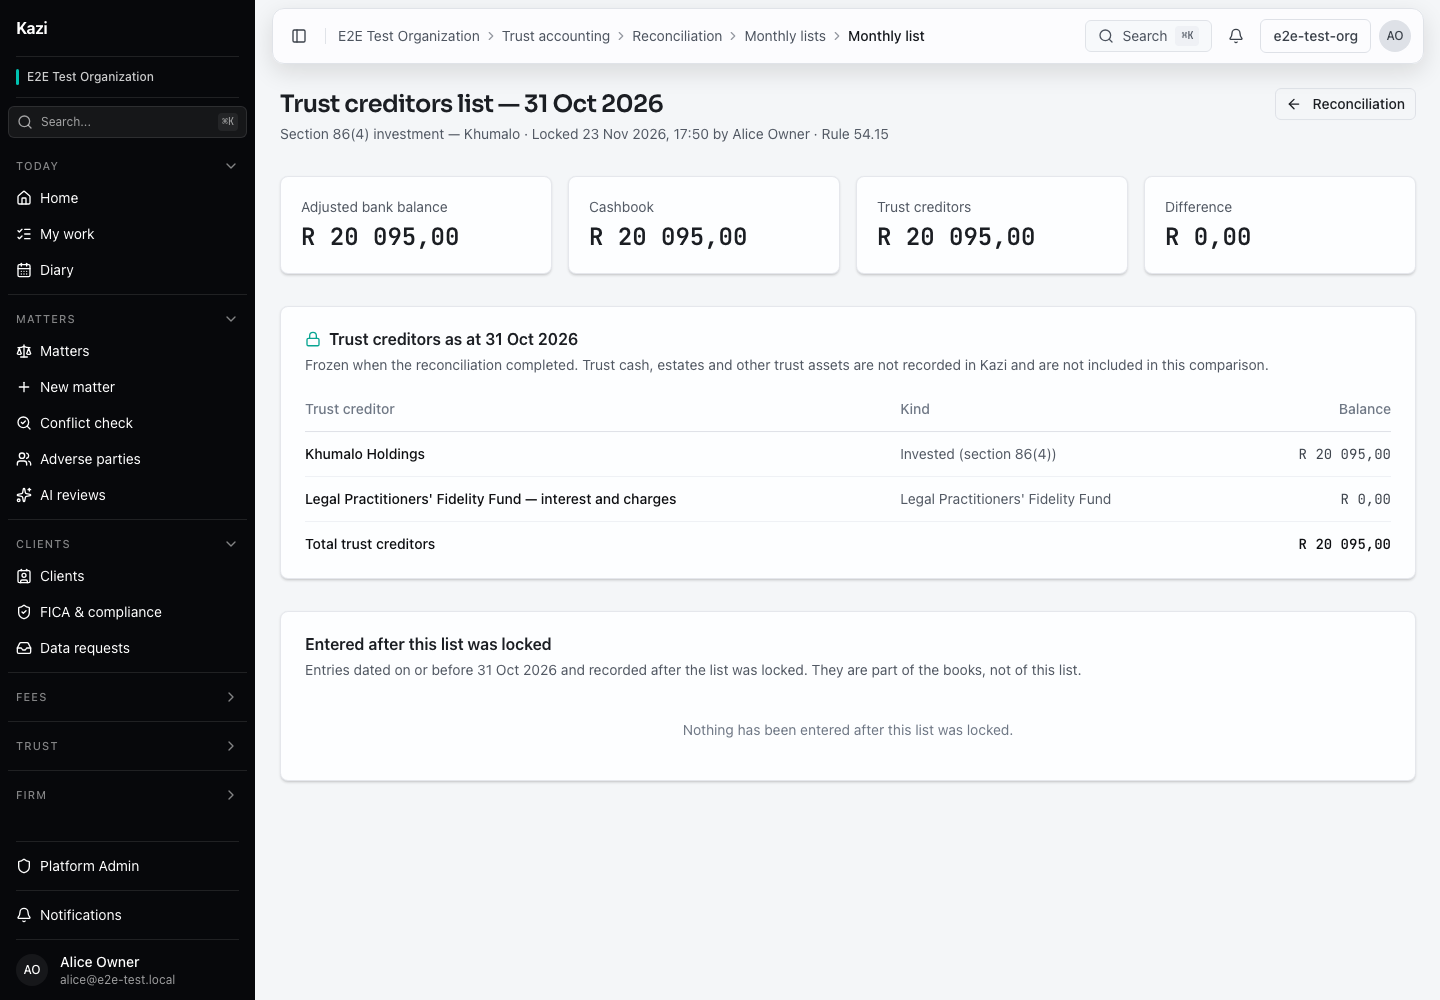 Kazi
E2E Test Organization
Search... ⌘K
TODAY
Home
My work
Diary
MATTERS
Matters
New matter
Conflict check
Adverse parties
AI reviews
CLIENTS
Clients
FICA & compliance
Data requests
FEES
TRUST
FIRM
Platform Admin
Notifications
AO
Alice Owner
alice@e2e-test.local
E2E Test Organization > Trust accounting > Reconciliation > Monthly lists > Monthly list
Search ⌘K
e2e-test-org
AO
Trust creditors list — 31 Oct 2026
Reconciliation
Section 86(4) investment — Khumalo · Locked 23 Nov 2026, 17:50 by Alice Owner · Rule 54.15
Adjusted bank balance
R 20 095,00
Cashbook
R 20 095,00
Trust creditors
R 20 095,00
Difference
R 0,00
Trust creditors as at 31 Oct 2026
Frozen when the reconciliation completed. Trust cash, estates and other trust assets are not recorded in Kazi and are not included in this comparison.
Trust creditor Kind Balance
Khumalo Holdings Invested (section 86(4)) R 20 095,00
Legal Practitioners' Fidelity Fund — interest and charges Legal Practitioners' Fidelity Fund R 0,00
Total trust creditors R 20 095,00
Entered after this list was locked
Entries dated on or before 31 Oct 2026 and recorded after the list was locked. They are part of the books, not of this list.
Nothing has been entered after this list was locked.